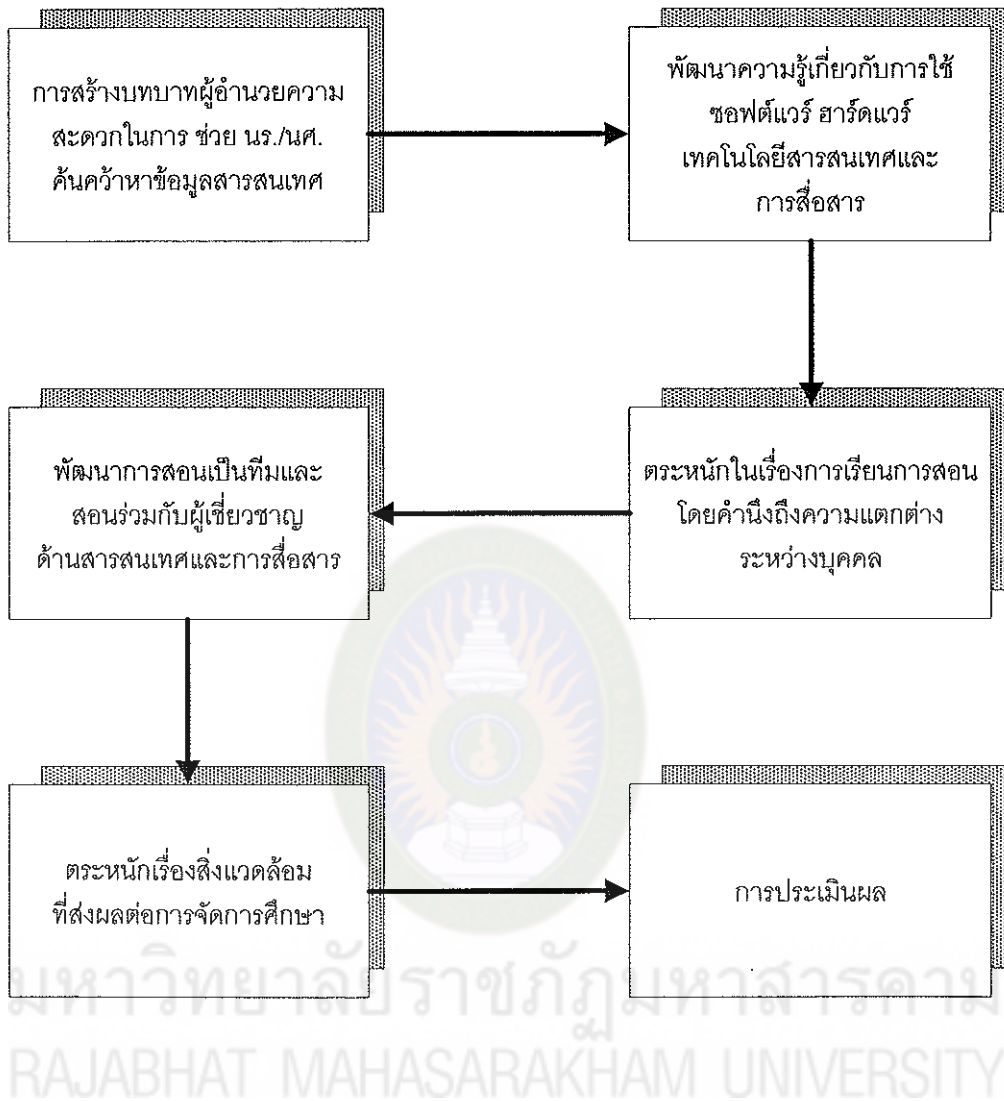 การสร้างบทบาทผู้อำนวยความ
สะดวกในการ ช่วย นร./นศ.
ค้นคว้าหาข้อมูลสารสนเทศ
พัฒนาความรู้เกี่ยวกับการใช้
ซอฟต์แวร์ ฮาร์ดแวร์
เทคโนโลยีสารสนเทศและ
การสื่อสาร
ตระหนักในเรื่องการเรียนการสอน
โดยคำนึงถึงความแตกต่าง
ระหว่างบุคคล
พัฒนาการสอนเป็นทีมและ
สอนร่วมกับผู้เชี่ยวชาญ
ด้านสารสนเทศและการสื่อสาร
ตระหนักเรื่องสิ่งแวดล้อม
ที่ส่งผลต่อการจัดการศึกษา
การประเมินผล
มหาวิทยาลัยราชภัฏมหาสารคาม
RAJABHAT MAHASARAKHAM UNIVERSITY